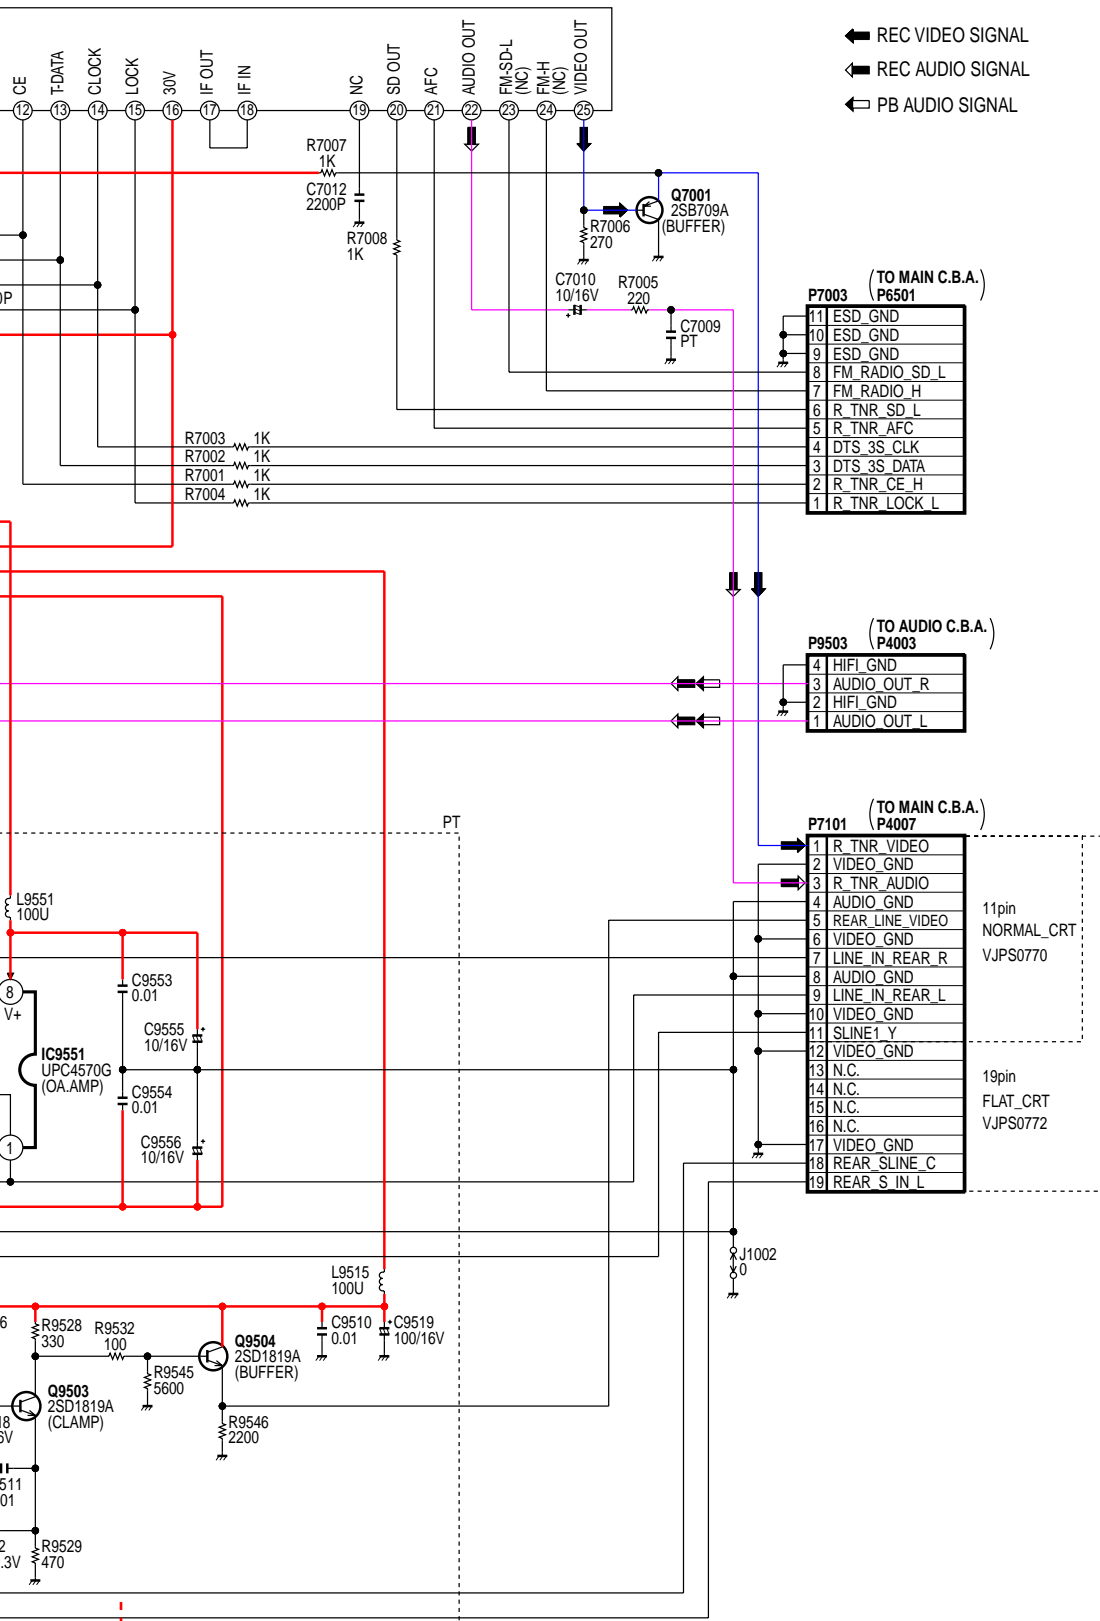 REC VIDEO SIGNAL
REC AUDIO SIGNAL
PB AUDIO SIGNAL
CE
T-DATA
CLOCK
LOCK
30V
IF OUT
IF IN
NC
SD OUT
AFC
AUDIO OUT
FM-SD-L
(NC)
FM-H
(NC)
VIDEO OUT
12 13 14 15 16 17 18 19 20 21 22 23 24 25
R7007
1K
C7012
2200P
R7008
1K
Q7001
2SB709A
(BUFFER)
R7006
270
C7010
10/16V
+
R7005
220
C7009
PT
0P
(TO MAIN C.B.A.)
P7003 P6501
11 ESD_GND
10 ESD_GND
9 ESD_GND
8 FM_RADIO_SD_L
7 FM_RADIO_H
6 R_TNR_SD_L
5 R_TNR_AFC
4 DTS_3S_CLK
3 DTS_3S_DATA
2 R_TNR_CE_H
1 R_TNR_LOCK_L
R7003 1K
R7002 1K
R7001 1K
R7004 1K
(TO AUDIO C.B.A.)
P9503 P4003
4 HIFI_GND
3 AUDIO_OUT_R
2 HIFI_GND
1 AUDIO_OUT_L
PT
(TO MAIN C.B.A.)
P7101 P4007
1 R_TNR_VIDEO
2 VIDEO_GND
3 R_TNR_AUDIO
4 AUDIO_GND
5 REAR_LINE_VIDEO
6 VIDEO_GND
7 LINE_IN_REAR_R
8 AUDIO_GND
9 LINE_IN_REAR_L
10 VIDEO_GND
11 SLINE1_Y
12 VIDEO_GND
13 N.C.
14 N.C.
15 N.C.
16 N.C.
17 VIDEO_GND
18 REAR_SLINE_C
19 REAR_S_IN_L
11pin
NORMAL_CRT
VJPS0770
19pin
FLAT_CRT
VJPS0772
L9551
100U
8
V+
C9553
0.01
C9555
10/16V
+
IC9551
UPC4570G
(OA.AMP)
C9554
0.01
C9556
10/16V
+
1
J1002
0
L9515
100U
6
R9528
330
R9532
100
Q9504
2SD1819A
(BUFFER)
C9510
0.01
+
C9519
100/16V
R9545
5600
Q9503
2SD1819A
(CLAMP)
R9546
2200
18
6V
511
01
2
.3V
R9529
470